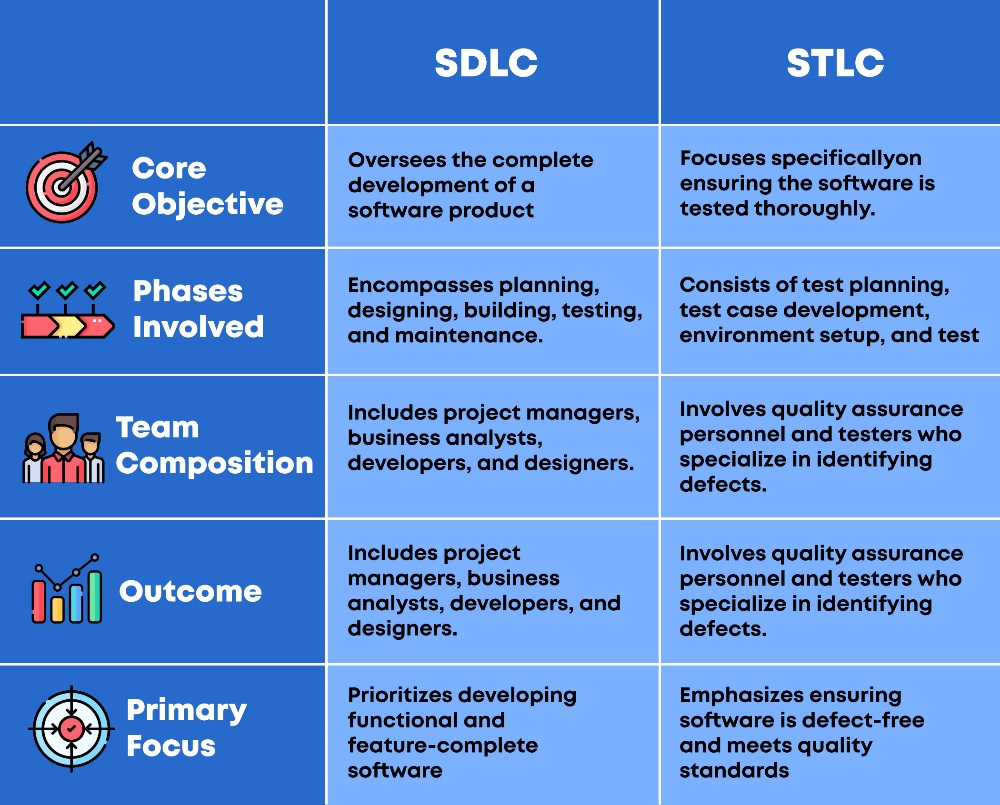 SDLC
STLC
Core
Objective
Oversees the complete
development of a
software product
Focuses specificallyon
ensuring the software is
tested thoroughly.
Phases
Involved
Encompasses planning,
designing, building, testing,
and maintenance.
Consists of test planning,
test case development,
environment setup, and test
Team
Composition
Includes project managers,
business analysts,
developers, and designers.
Involves quality assurance
personnel and testers who
specialize in identifying
defects.
Outcome
Includes project
managers, business
analysts, developers, and
designers.
Involves quality assurance
personnel and testers who
specialize in identifying
defects.
Primary
Focus
Prioritizes developing
functional and
feature-complete
software
Emphasizes ensuring
software is defect-free
and meets quality
standards